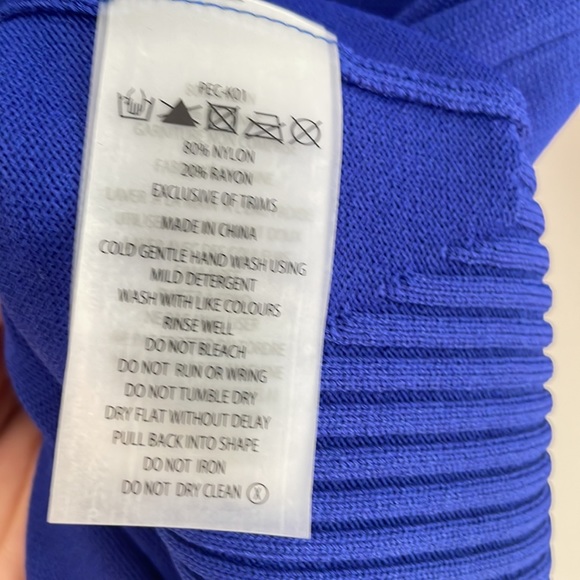 PEC-K01
80% NYLON
20% RAYON
EXCLUSIVE OF TRIMS
MADE IN CHINA
COLD GENTLE HAND WASH USING
MILD DETERGENT
WASH WITH LIKE COLOURS
RINSE WELL
DO NOT BLEACH
DO NOT RUN OR WRING
DO NOT TUMBLE DRY
DRY FLAT WITHOUT DELAY
PULL BACK INTO SHAPE
DO NOT IRON
DO NOT DRY CLEAN X